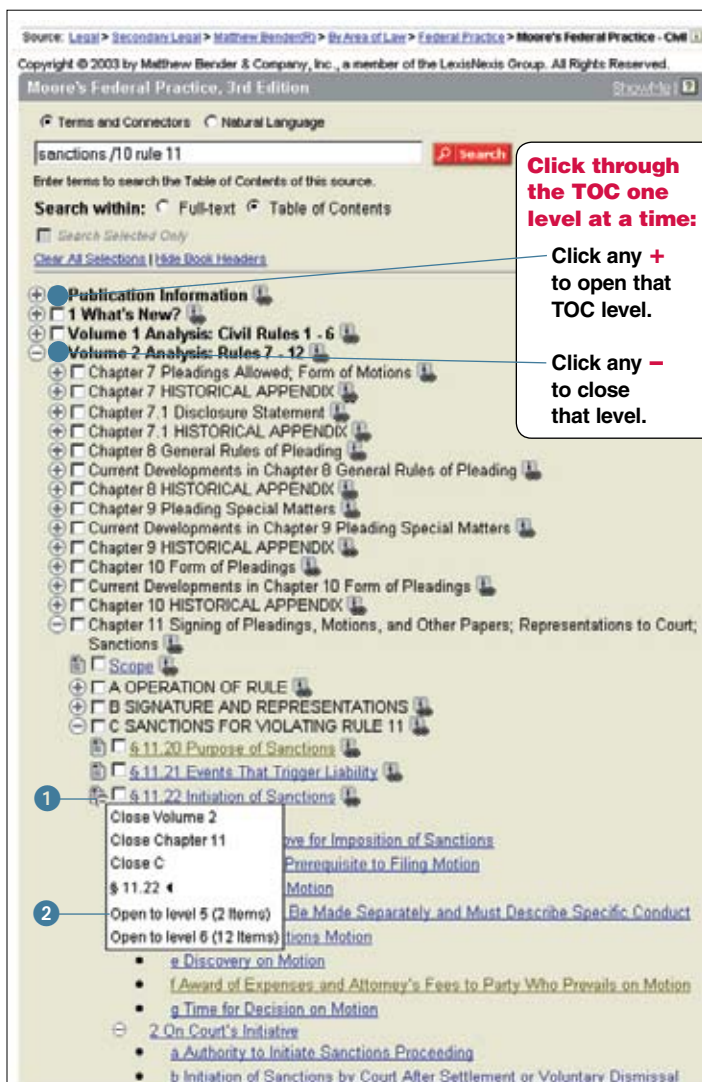 Source: Legal > Secondary Legal > Matthew Bender(R) > By Area of Law > Federal Practice > Moore's Federal Practice - Civil
Copyright © 2003 by Matthew Bender & Company, Inc., a member of the LexisNexis Group. All Rights Reserved.
Moore's Federal Practice, 3rd Edition ShowMe | ?
Terms and Connectors Natural Language
sanctions /10 rule 11 Search
Enter terms to search the Table of Contents of this source.
Search within: Full-text Table of Contents
Search Selected Only
Clear All Selections | Hide Book Headers
Click through
the TOC one
level at a time:
Click any +
to open that
TOC level.
Click any –
to close
that level.
Publication Information
1 What's New?
Volume 1 Analysis: Civil Rules 1 - 6
Volume 2 Analysis: Rules 7 - 12
Chapter 7 Pleadings Allowed; Form of Motions
Chapter 7 HISTORICAL APPENDIX
Chapter 7.1 Disclosure Statement
Chapter 7.1 HISTORICAL APPENDIX
Chapter 8 General Rules of Pleading
Current Developments in Chapter 8 General Rules of Pleading
Chapter 8 HISTORICAL APPENDIX
Chapter 9 Pleading Special Matters
Current Developments in Chapter 9 Pleading Special Matters
Chapter 9 HISTORICAL APPENDIX
Chapter 10 Form of Pleadings
Current Developments in Chapter 10 Form of Pleadings
Chapter 10 HISTORICAL APPENDIX
Chapter 11 Signing of Pleadings, Motions, and Other Papers; Representations to Court;
Sanctions
Scope
A OPERATION OF RULE
B SIGNATURE AND REPRESENTATIONS
C SANCTIONS FOR VIOLATING RULE 11
§ 11.20 Purpose of Sanctions
§ 11.21 Events That Trigger Liability
1 § 11.22 Initiation of Sanctions
Close Volume 2
Close Chapter 11 ove for Imposition of Sanctions
Close C Prerequisite to Filing Motion
§ 11.22 Motion
2 Open to level 5 (2 Items) Be Made Separately and Must Describe Specific Conduct
Open to level 6 (12 Items) tions Motion
e Discovery on Motion
f Award of Expenses and Attorney's Fees to Party Who Prevails on Motion
g Time for Decision on Motion
2 On Court's Initiative
a Authority to Initiate Sanctions Proceeding
b Initiation of Sanctions by Court After Settlement or Voluntary Dismissal